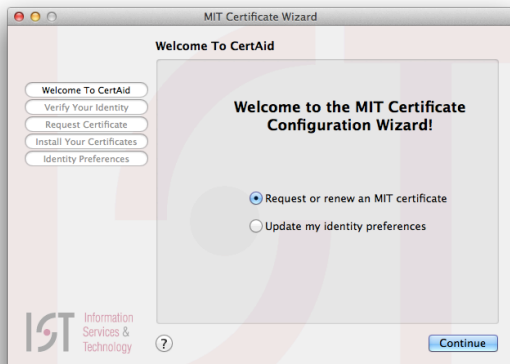 MIT Certificate Wizard
Welcome To CertAid
Welcome To CertAid
Verify Your Identity
Request Certificate
Install Your Certificates
Identity Preferences
Welcome to the MIT Certificate
Configuration Wizard!
Request or renew an MIT certificate
Update my identity preferences
IST
Information
Services &
Technology
?
Continue